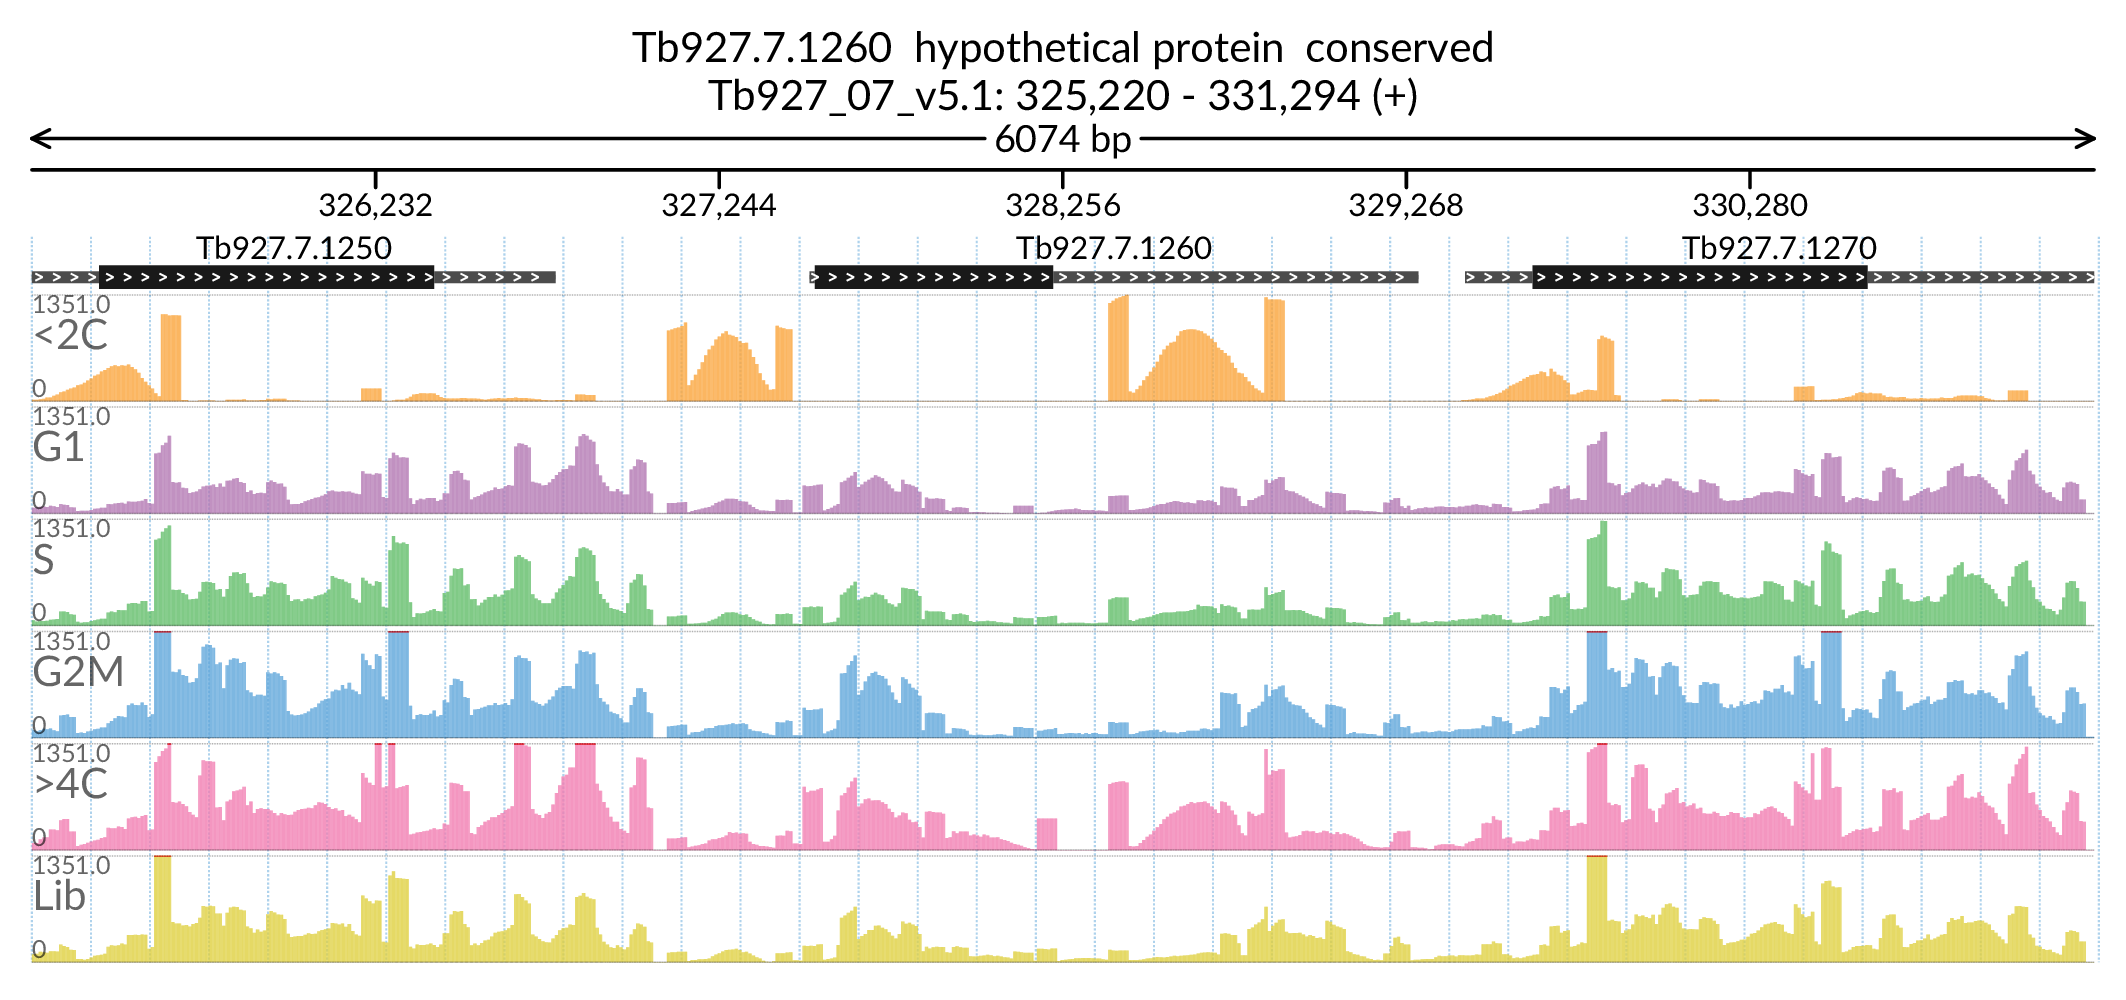 Tb927.7.1260  hypothetical protein  conserved
Tb927_07_v5.1: 325,220 - 331,294 (+)
6074 bp
326,232 327,244 328,256 329,268 330,280
Tb927.7.1250 Tb927.7.1260 Tb927.7.1270
1351.0
<2C
0
1351.0
G1
0
1351.0
S
0
1351.0
G2M
0
1351.0
>4C
0
1351.0
Lib
0